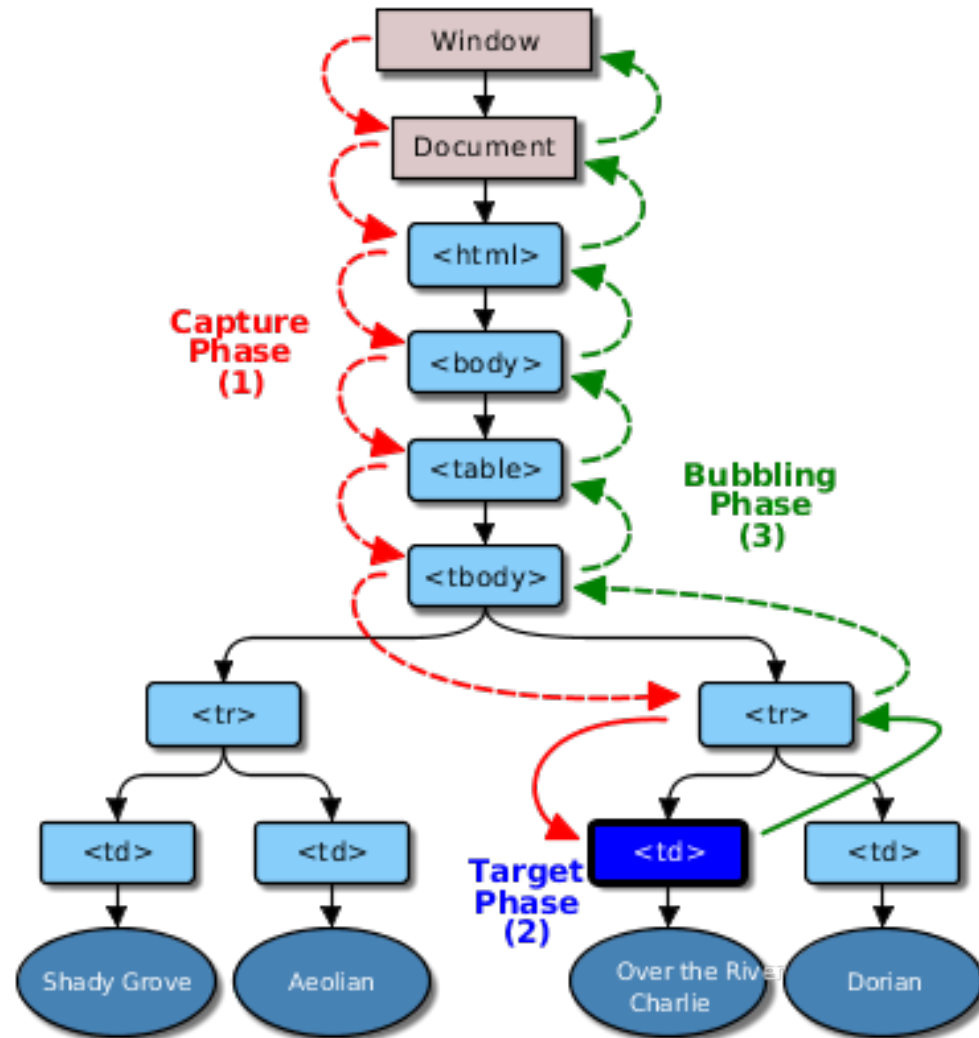 Window
Document
<html>
<body>
Capture
Phase
(1)
<table>
Bubbling
Phase
(3)
<tbody>
<tr>
<tr>
<td>
<td>
<td>
<td>
Target
Phase
(2)
Shady Grove
Aeolian
Over the River
Charlie
Dorian